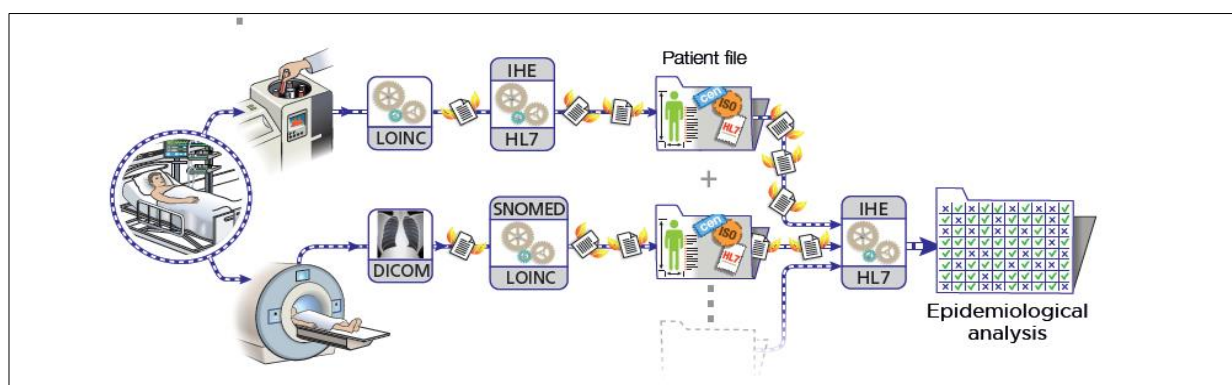 Patient file
IHE
HL7
LOINC
cen
ISO
HL7
SNOMED
LOINC
DICOM
cen
ISO
HL7
IHE
HL7
Epidemiological
analysis